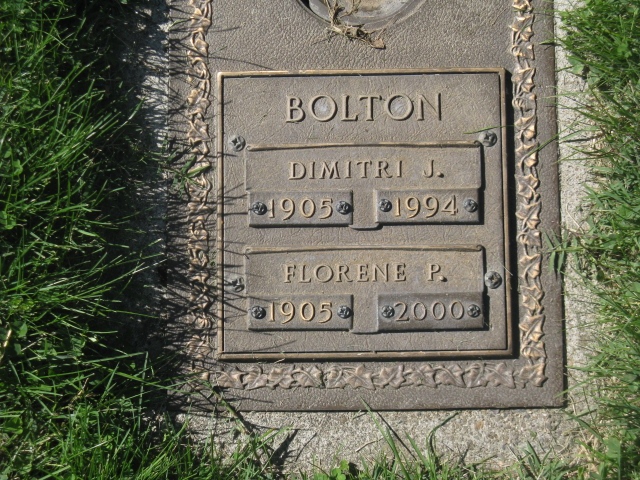 BOLTON
DIMITRI J.
1905 1994
FLORENE P.
1905 2000